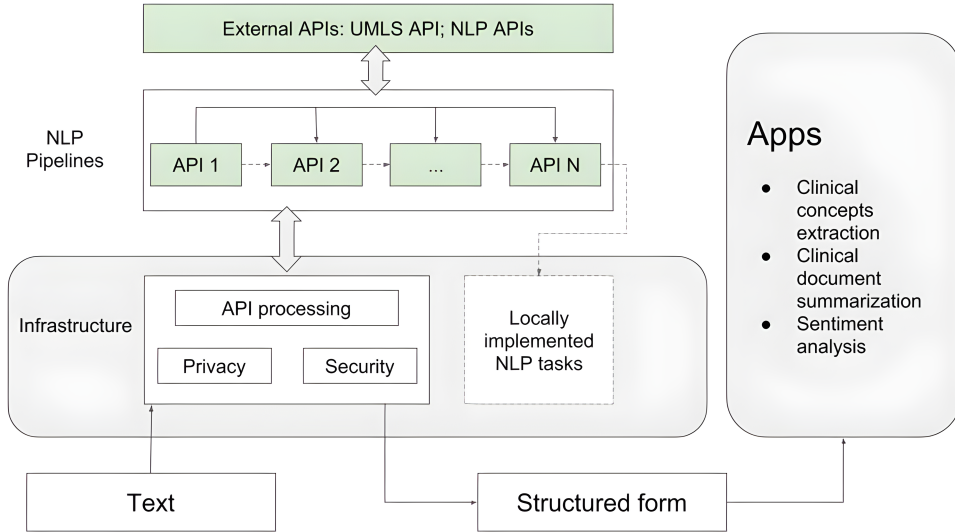 External APIs: UMLS API; NLP APIs
NLP
Pipelines
API 1
API 2
...
API N
Infrastructure
API processing
Privacy
Security
Locally
implemented
NLP tasks
Text
Structured form
Apps
● Clinical
concepts
extraction
● Clinical
document
summarization
● Sentiment
analysis